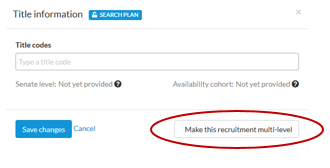 Title information SEARCH PLAN ×
Title codes
Type a title code
Senate level: Not yet provided ? Availability cohort: Not yet provided ?
Save changes Cancel Make this recruitment multi-level